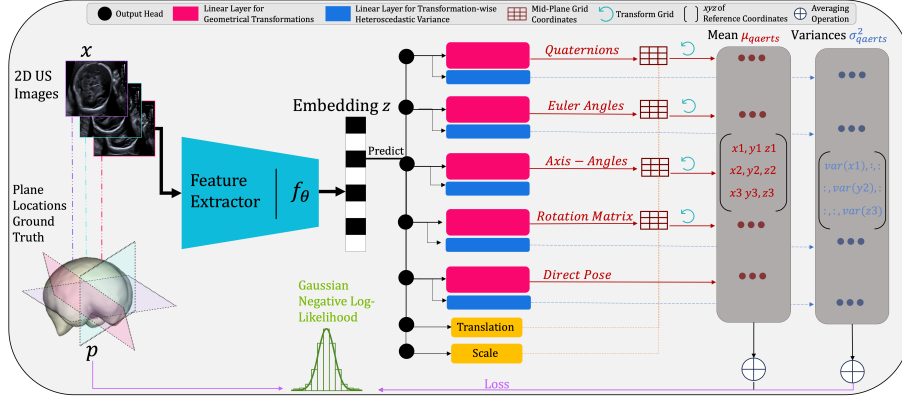 Output Head
Linear Layer for
Geometrical Transformations
Linear Layer for Transformation-wise
Heteroscedastic Variance
Mid-Plane Grid
Coordinates
Transform Grid
xyz of
Reference Coordinates
Averaging
Operation
x
2D US
Images
Plane
Locations
Ground
Truth
p
Feature
Extractor
fθ
Embedding z
Predict
Gaussian
Negative Log-
Likelihood
Quaternions
Euler Angles
Axis − Angles
Rotation Matrix
Direct Pose
Translation
Scale
Mean μqaerts
x1, y1 z1
x2, y2, z2
x3 y3, z3
Variances σ²qaerts
var(x1), :, :
:, var(y2), :
:, :, var(z3)
Loss